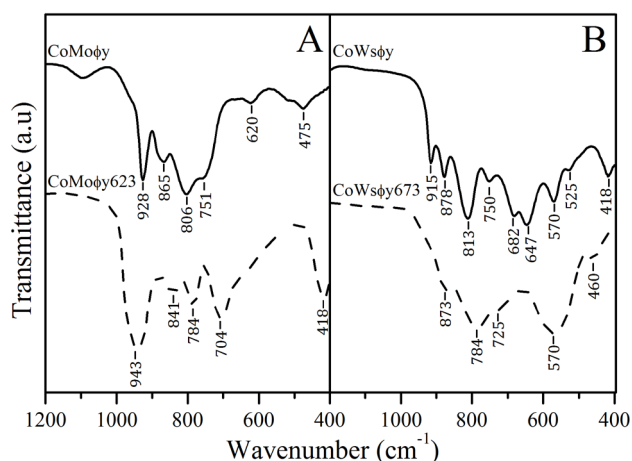 A
B
CoMoϕy
CoWsϕy
928
865
806
751
620
475
915
878
813
750
682
647
570
525
418
CoMoϕy623
CoWsϕy673
943
841
784
704
418
873
784
725
570
460
Transmittance (a.u)
1200 1000 800 600 400 1000 800 600 400
Wavenumber (cm⁻¹)